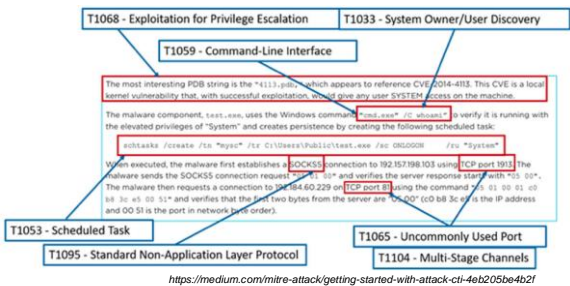 T1068 - Exploitation for Privilege Escalation
T1033 - System Owner/User Discovery
T1059 - Command-Line Interface
The most interesting PDB string is the "4113.pdb," which appears to reference CVE-2014-4113. This CVE is a local
kernel vulnerability that, with successful exploitation, would give any user SYSTEM access on the machine.
The malware component, test.exe, uses the Windows command "cmd.exe" /C whoami" to verify it is running with
the elevated privileges of "System" and creates persistence by creating the following scheduled task:
schtasks /create /tn "mysc" /tr C:\Users\Public\test.exe /sc ONLOGON /ru "System"
When executed, the malware first establishes a SOCKS5 connection to 192.157.198.103 using TCP port 1913. The
malware sends the SOCKS5 connection request "05 01 00" and verifies the server response starts with "05 00".
The malware then requests a connection to 192.184.60.229 on TCP port 81 using the command "05 01 00 01 c0
b8 3c e5 00 51" and verifies that the first two bytes from the server are "05 00" (c0 b8 3c e5 is the IP address
and 00 51 is the port in network byte order).
T1053 - Scheduled Task
T1065 - Uncommonly Used Port
T1095 - Standard Non-Application Layer Protocol
T1104 - Multi-Stage Channels
https://medium.com/mitre-attack/getting-started-with-attack-cti-4eb205be4b2f